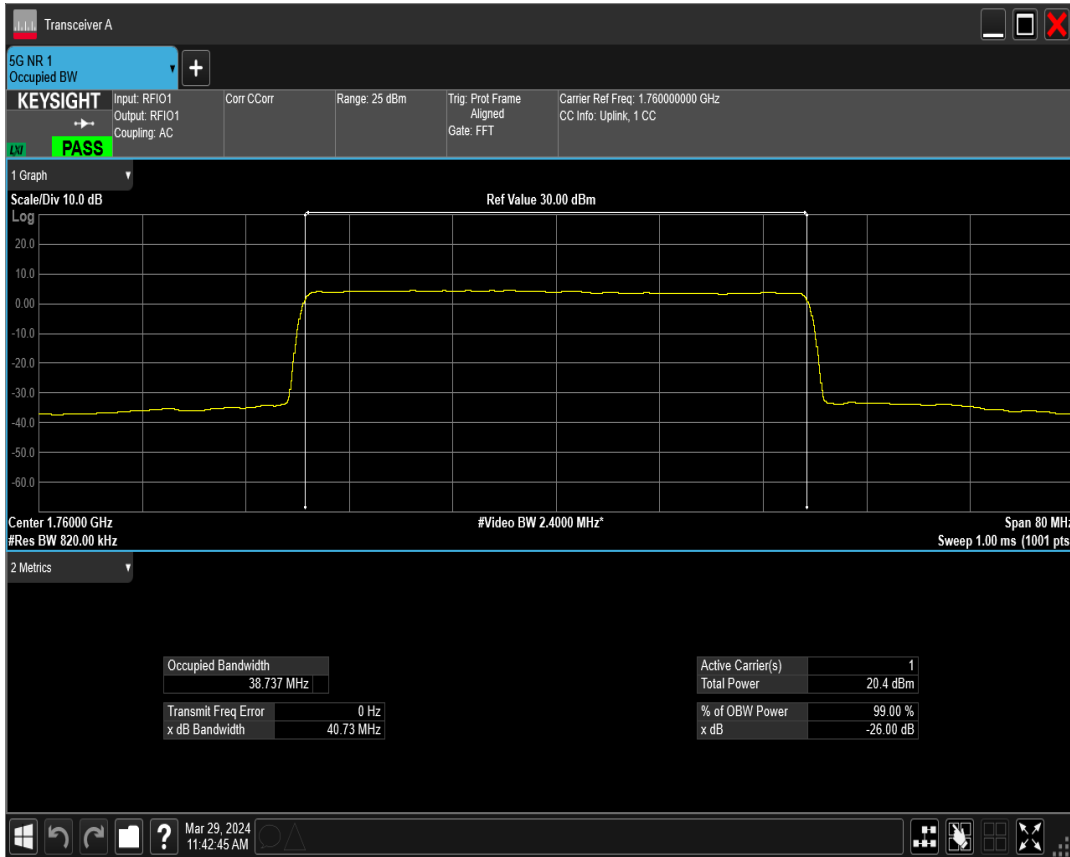 Transceiver A
5G NR 1
Occupied BW
KEYSIGHT
LXI
PASS
Input: RFIO1
Output: RFIO1
Coupling: AC
Corr CCorr
Range: 25 dBm
Trig: Prot Frame
Aligned
Gate: FFT
Carrier Ref Freq: 1.760000000 GHz
CC Info: Uplink, 1 CC
1 Graph
Scale/Div 10.0 dB
Ref Value 30.00 dBm
Log
20.0
10.0
0.00
-10.0
-20.0
-30.0
-40.0
-50.0
-60.0
Center 1.76000 GHz
#Video BW 2.4000 MHz*
Span 80 MHz
#Res BW 820.00 kHz
Sweep 1.00 ms (1001 pts
2 Metrics
Occupied Bandwidth
38.737 MHz
Transmit Freq Error 0 Hz
x dB Bandwidth 40.73 MHz
Active Carrier(s) 1
Total Power 20.4 dBm
% of OBW Power 99.00 %
x dB -26.00 dB
?
Mar 29, 2024
11:42:45 AM